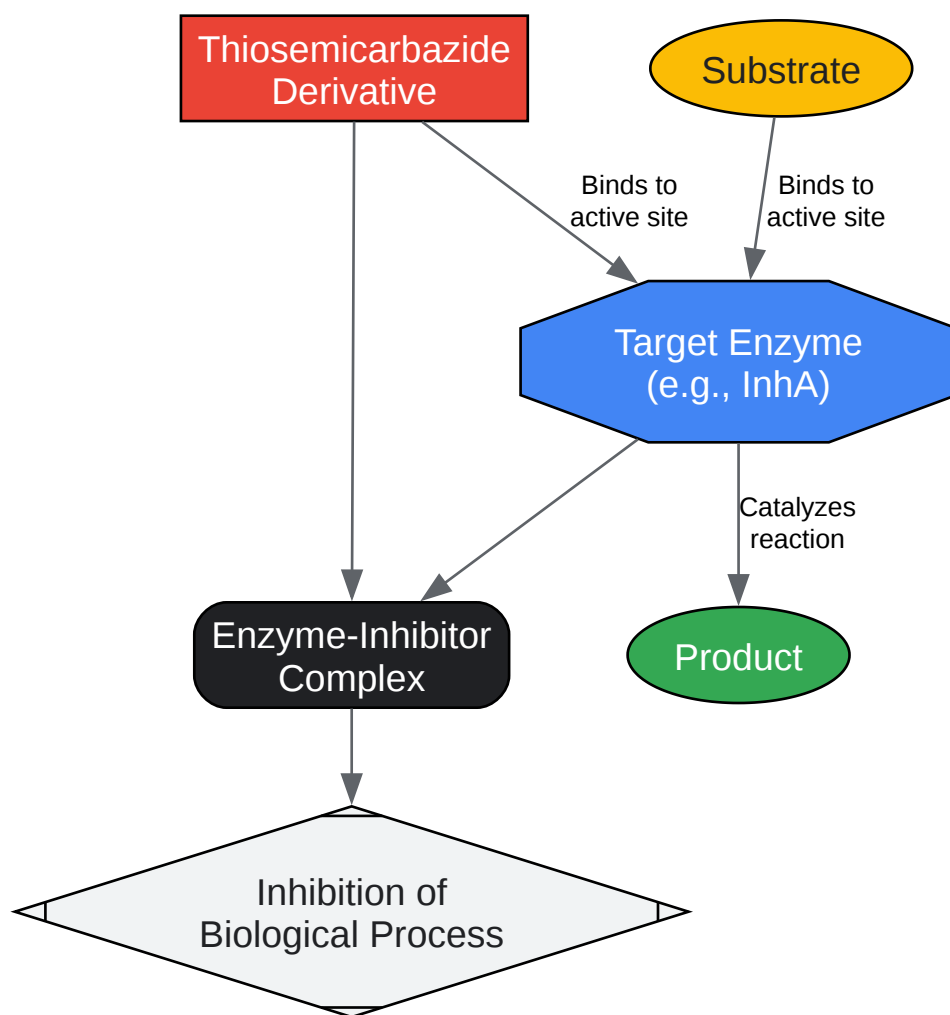 Thiosemicarbazide
Derivative
Substrate
Binds to
active site
Binds to
active site
Target Enzyme
(e.g., InhA)
Catalyzes
reaction
Enzyme-Inhibitor
Complex
Product
Inhibition of
Biological Process